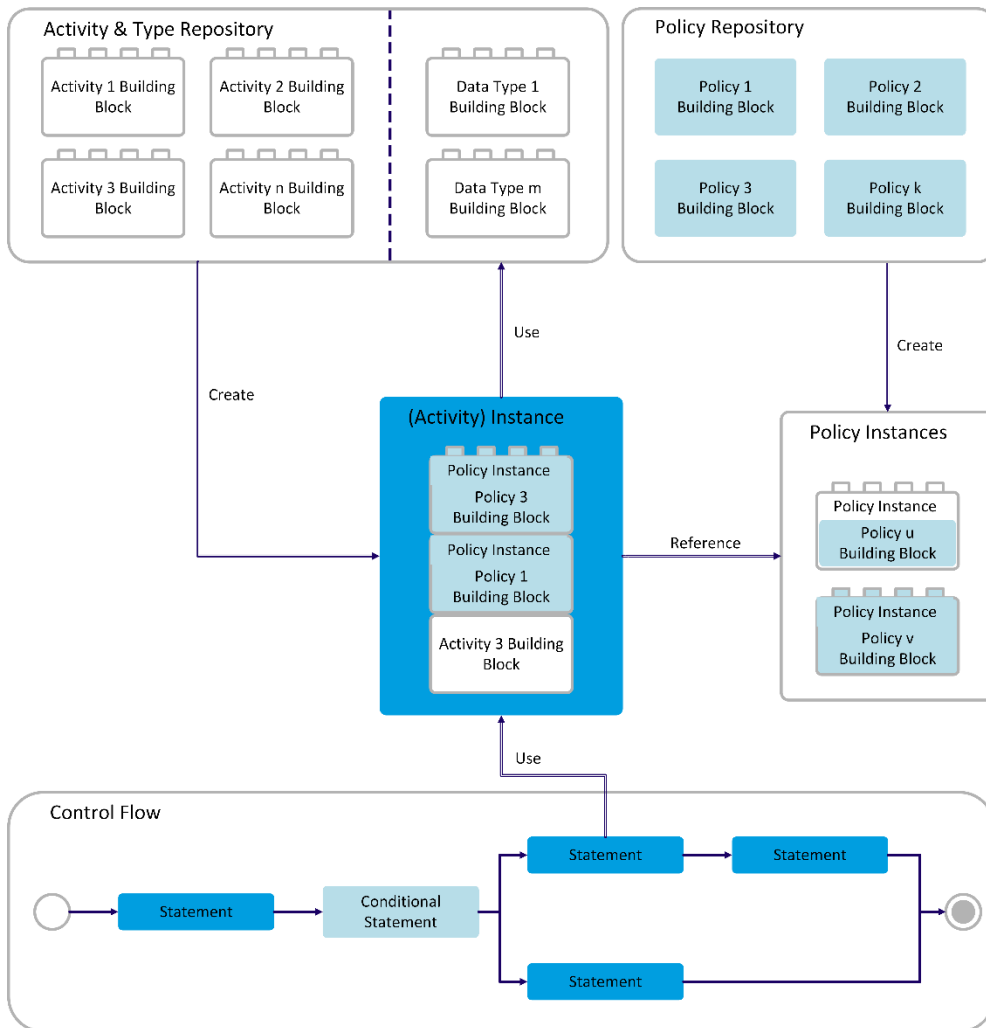 Activity & Type Repository
Activity 1 Building
Block
Activity 2 Building
Block
Activity 3 Building
Block
Activity n Building
Block
Data Type 1
Building Block
Data Type m
Building Block
Policy Repository
Policy 1
Building Block
Policy 2
Building Block
Policy 3
Building Block
Policy k
Building Block
Create
Use
Create
(Activity) Instance
Policy Instance
Policy 3
Building Block
Policy Instance
Policy 1
Building Block
Activity 3 Building
Block
Reference
Policy Instances
Policy Instance
Policy u
Building Block
Policy Instance
Policy v
Building Block
Use
Control Flow
Statement
Conditional
Statement
Statement
Statement
Statement